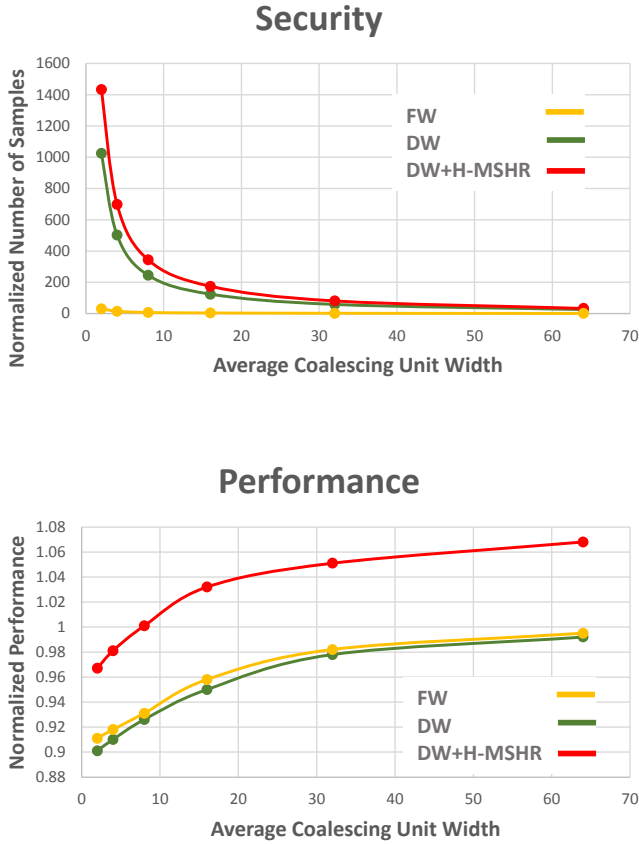 Security
Normalized Number of Samples
1600
1400
1200
1000
800
600
400
200
0
FW
DW
DW+H-MSHR
0 10 20 30 40 50 60 70
Average Coalescing Unit Width
Performance
Normalized Performance
1.08
1.06
1.04
1.02
1
0.98
0.96
0.94
0.92
0.9
0.88
FW
DW
DW+H-MSHR
0 10 20 30 40 50 60 70
Average Coalescing Unit Width